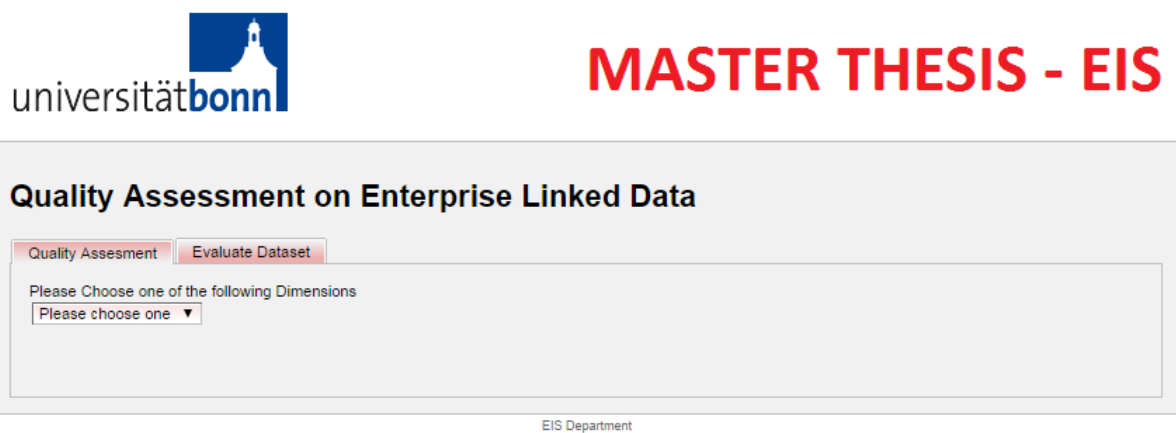 universitätbonn
MASTER THESIS - EIS
Quality Assessment on Enterprise Linked Data
Quality Assesment
Evaluate Dataset
Please Choose one of the following Dimensions
Please choose one
EIS Department